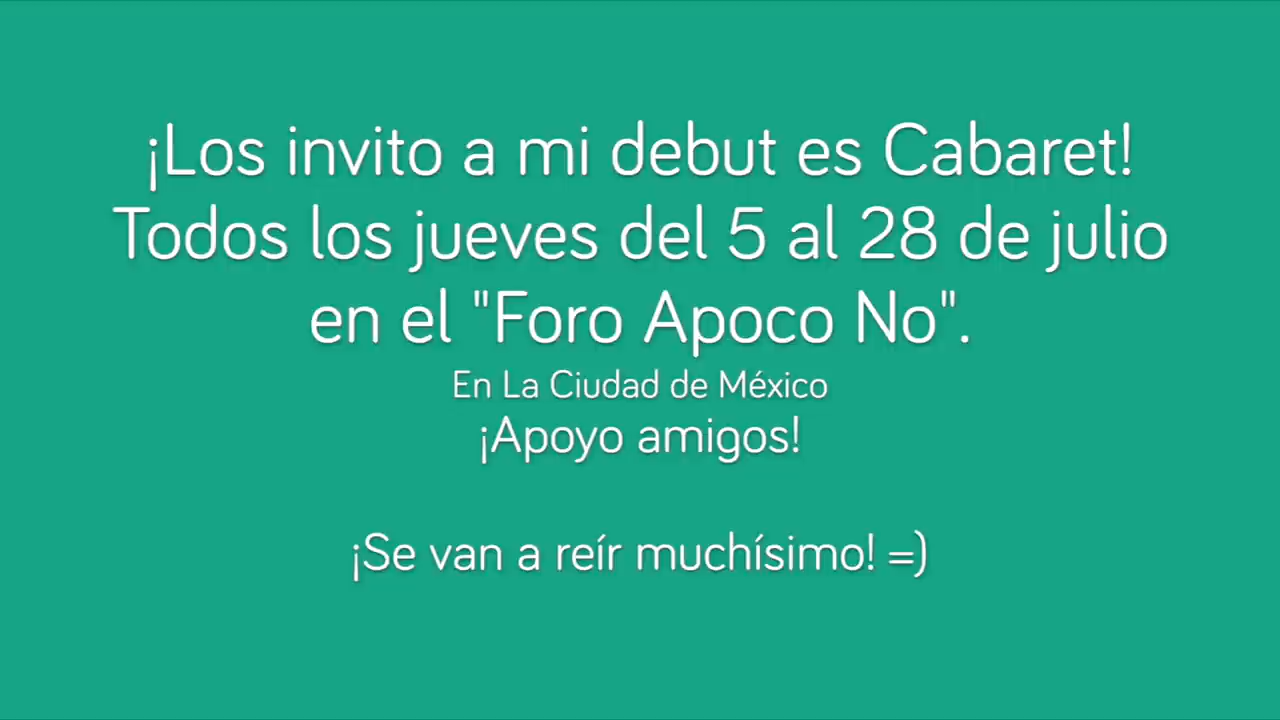 ¡Los invito a mi debut es Cabaret!
Todos los jueves del 5 al 28 de julio
en el "Foro Apoco No".
En La Ciudad de México
¡Apoyo amigos!
¡Se van a reír muchísimo! =)